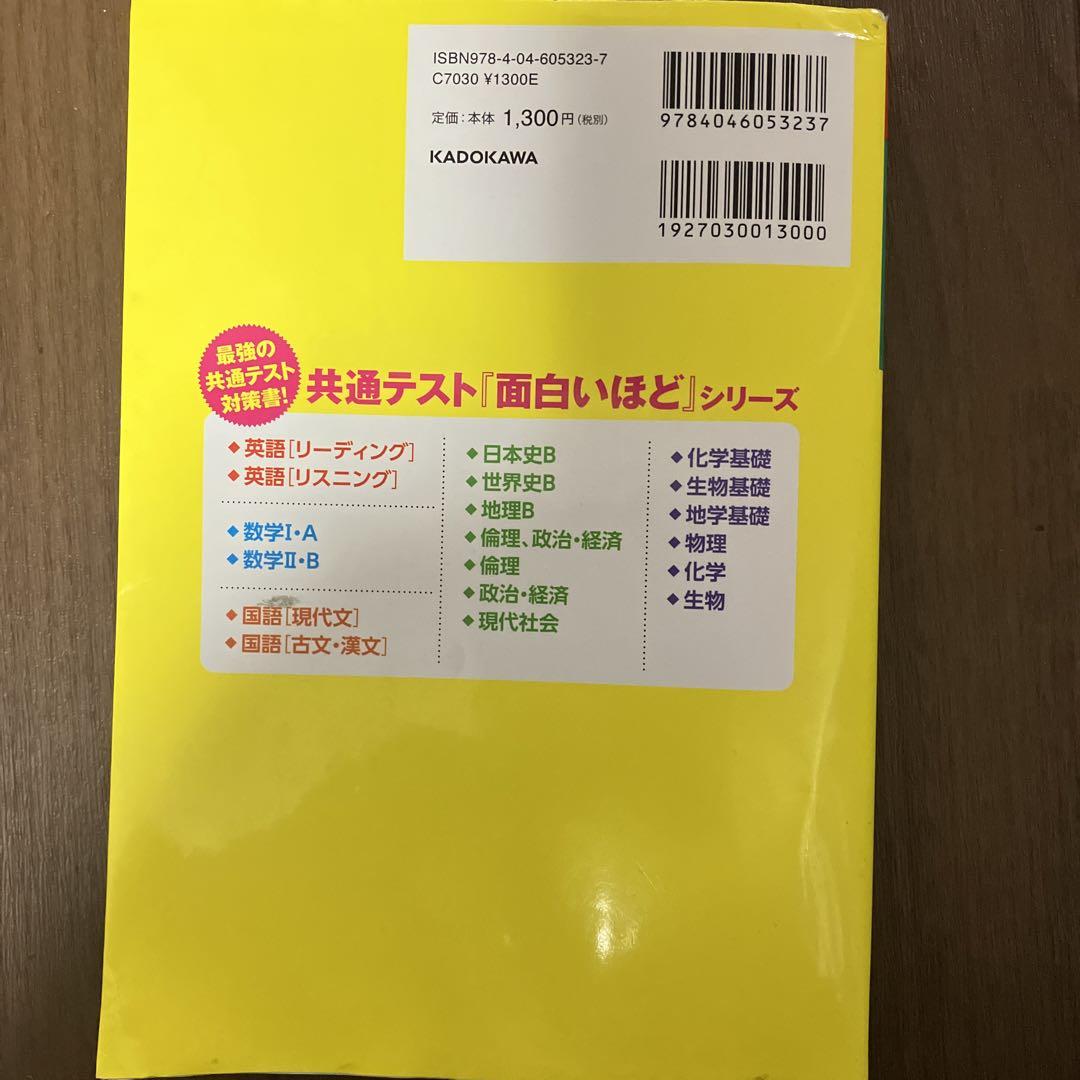 ISBN978-4-04-605323-7
C7030 ¥1300E
定価:本体 1,300円(税別)
KADOKAWA
9784046053237
1927030013000
最強の
共通テスト
対策書!
共通テスト『面白いほど』シリーズ
◆英語[リーディング]
◆英語[リスニング]
◆数学I・A
◆数学II・B
◆国語[現代文]
◆国語[古文・漢文]
◆日本史B
◆世界史B
◆地理B
◆倫理、政治・経済
◆倫理
◆政治・経済
◆現代社会
◆化学基礎
◆生物基礎
◆地学基礎
◆物理
◆化学
◆生物